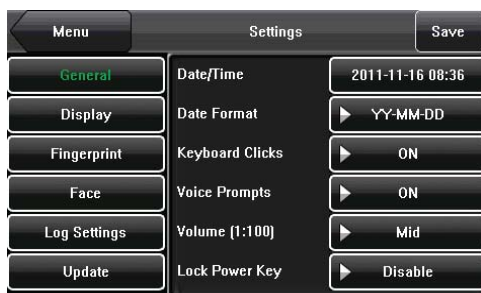 Menu Settings Save
General Date/Time 2011-11-16 08:36
Display Date Format YY-MM-DD
Fingerprint Keyboard Clicks ON
Face Voice Prompts ON
Log Settings Volume (1:100) Mid
Update Lock Power Key Disable